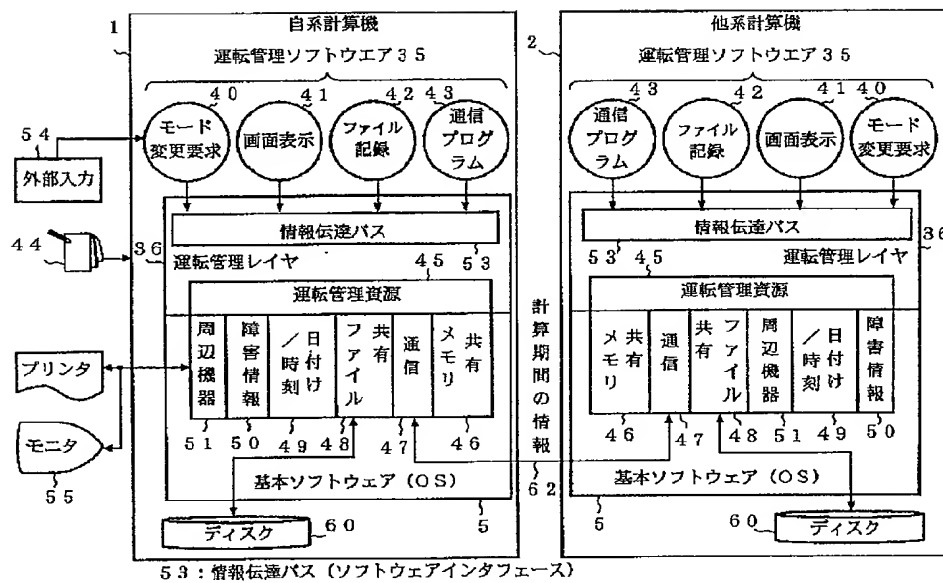 1
自系計算機
運転管理ソフトウエア35
40
41
42
43
モード変更要求
画面表示
ファイル記録
通信プログラム
54
外部入力
44
36
情報伝達バス
53
運転管理レイヤ
45
運転管理資源
周辺機器
障害情報
日付け/時刻
共有ファイル
通信
共有メモリ
51
50
49
48
47
46
プリンタ
モニタ
55
基本ソフトウェア(OS)
5
ディスク
60
計算期間の情報
62
2
他系計算機
運転管理ソフトウエア35
43
42
41
40
通信プログラム
ファイル記録
画面表示
モード変更要求
情報伝達バス
36
53
45
運転管理レイヤ
運転管理資源
共有メモリ
通信
共有ファイル
周辺機器
日付け/時刻
障害情報
46
47
48
51
49
50
基本ソフトウェア(OS)
5
60
ディスク
53:情報伝達バス(ソフトウェアインタフェース)